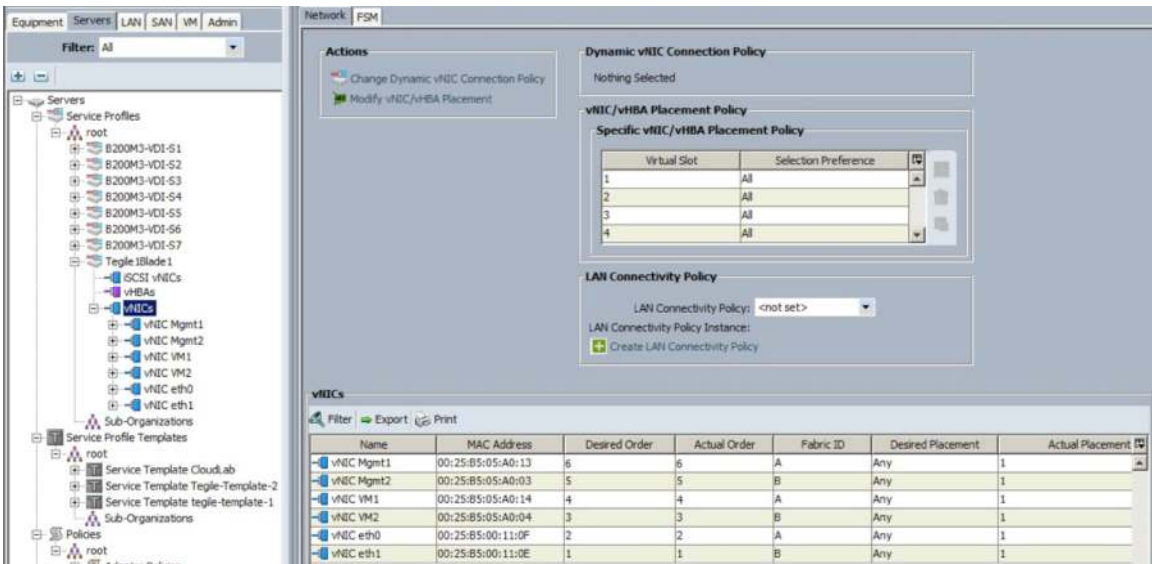 Equipment Servers LAN SAN VM Admin
Filter: All
Servers
Service Profiles
root
B200M3-VDI-S1
B200M3-VDI-S2
B200M3-VDI-S3
B200M3-VDI-S4
B200M3-VDI-S5
B200M3-VDI-S6
B200M3-VDI-S7
Tegile1Blade1
iSCSI vNICs
vHBAs
vNICs
vNIC Mgmt1
vNIC Mgmt2
vNIC VM1
vNIC VM2
vNIC eth0
vNIC eth1
Sub-Organizations
Service Profile Templates
root
Service Template CloudLab
Service Template Tegile-Template-2
Service Template tegile-template-1
Sub-Organizations
Policies
root
Adapter Policies
Network FSM
Actions
Change Dynamic vNIC Connection Policy
Modify vNIC/vHBA Placement
Dynamic vNIC Connection Policy
Nothing Selected
vNIC/vHBA Placement Policy
Specific vNIC/vHBA Placement Policy
Virtual Slot Selection Preference
1 All
2 All
3 All
4 All
LAN Connectivity Policy
LAN Connectivity Policy: <not set>
LAN Connectivity Policy Instance:
Create LAN Connectivity Policy
vNICs
Filter Export Print
Name MAC Address Desired Order Actual Order Fabric ID Desired Placement Actual Placement
vNIC Mgmt1 00:25:B5:05:A0:13 6 6 A Any 1
vNIC Mgmt2 00:25:B5:05:A0:03 5 5 B Any 1
vNIC VM1 00:25:B5:05:A0:14 4 4 A Any 1
vNIC VM2 00:25:B5:05:A0:04 3 3 B Any 1
vNIC eth0 00:25:B5:00:11:0F 2 2 A Any 1
vNIC eth1 00:25:B5:00:11:0E 1 1 B Any 1